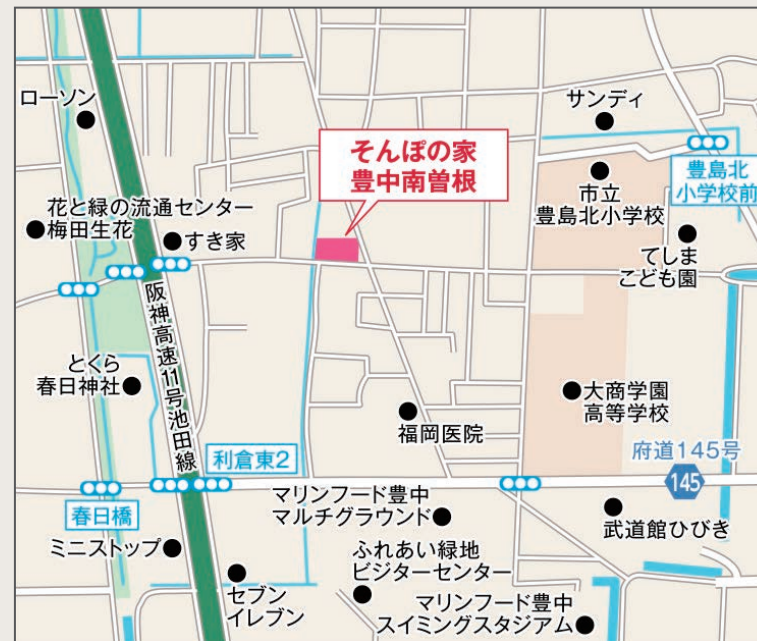 ローソン
サンディ
そんぽの家
豊中南曽根
豊島北
小学校前
市立
豊島北小学校
花と緑の流通センター
梅田生花
すき家
てしま
こども園
阪神高速11号池田線
とくら
春日神社
大商学園
高等学校
福岡医院
府道145号
145
利倉東2
春日橋
マリンフード豊中
マルチグラウンド
武道館ひびき
ミニストップ
ふれあい緑地
ビジターセンター
セブン
イレブン
マリンフード豊中
スイミングスタジアム